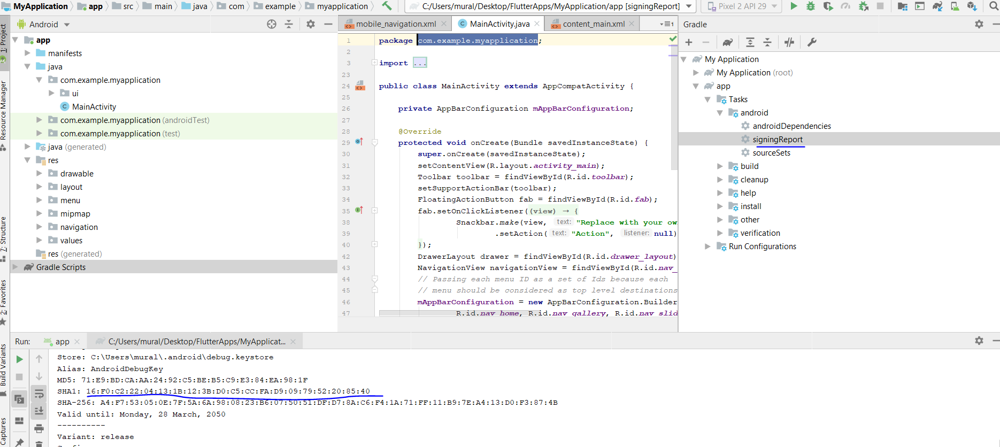 MyApplication app src main java com example myapplication C:/Users/mural/Desktop/FlutterApps/MyApplication/app [signingReport] Pixel 2 API 29
Android
mobile_navigation.xml MainActivity.java content_main.xml 1
Gradle
1: Project
Resource Manager
7: Structure
2: Favorites
Build Variants
Captures
app
manifests
java
com.example.myapplication
ui
MainActivity
com.example.myapplication (androidTest)
com.example.myapplication (test)
java (generated)
res
drawable
layout
menu
mipmap
navigation
values
res (generated)
Gradle Scripts
1 package com.example.myapplication;
2
3 import ...
23
24 public class MainActivity extends AppCompatActivity {
25
26 private AppBarConfiguration mAppBarConfiguration;
27
28 @Override
29 protected void onCreate(Bundle savedInstanceState) {
30 super.onCreate(savedInstanceState);
31 setContentView(R.layout.activity_main);
32 Toolbar toolbar = findViewById(R.id.toolbar);
33 setSupportActionBar(toolbar);
34 FloatingActionButton fab = findViewById(R.id.fab);
35 fab.setOnClickListener((view) → {
38 Snackbar.make(view, text: "Replace with your ow
39 .setAction( text: "Action", listener: null)
40 });
42 DrawerLayout drawer = findViewById(R.id.drawer_layout)
43 NavigationView navigationView = findViewById(R.id.nav_
44 // Passing each menu ID as a set of Ids because each
45 // menu should be considered as top level destinations
46 mAppBarConfiguration = new AppBarConfiguration.Builder
47 R.id.nav_home, R.id.nav_gallery, R.id.nav_slid
My Application
My Application (root)
app
Tasks
android
androidDependencies
signingReport
sourceSets
build
cleanup
help
install
other
verification
Run Configurations
Run: app C:/Users/mural/Desktop/FlutterApps/MyApplicat...
Store: C:\Users\mural\.android\debug.keystore
Alias: AndroidDebugKey
MD5: 71:E9:BD:CA:AA:24:92:C5:BE:B5:C9:E3:84:EA:98:1F
SHA1: 16:F0:C2:22:04:13:1B:12:3B:D0:C5:CC:FA:D9:09:79:52:20:85:40
SHA-256: A4:F7:53:05:0E:7F:5A:6A:98:08:23:B6:07:50:51:DF:D7:8A:C6:F4:1A:71:FF:11:B9:7E:A4:13:D0:F3:87:4B
Valid until: Monday, 28 March, 2050
----------
Variant: release